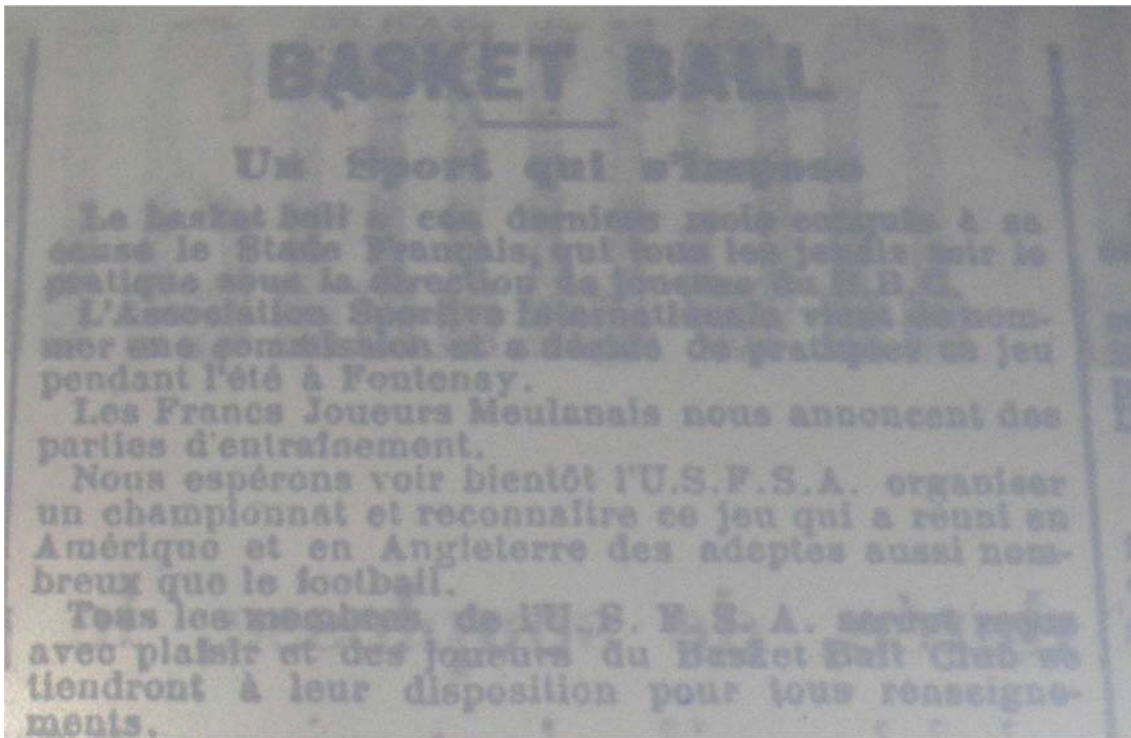 BASKET BALL
Un Sport qui s'impose
Le basket ball a ces derniers mois conquis à sa
cause le Stade Français, qui tous les jeudis soir le
pratique sous la direction de joueurs du B.B.C.
L'Association Sportive Internationale vient de nom-
mer une commission et a décidé de pratiquer ce jeu
pendant l'été à Fontenay.
Les Francs Joueurs Meulanais nous annoncent des
parties d'entraînement.
Nous espérons voir bientôt l'U.S.F.S.A. organiser
un championnat et reconnaître ce jeu qui a réuni en
Amérique et en Angleterre des adeptes aussi nom-
breux que le football.
Tous les membres de l'U.S.F.S.A. seront reçus
avec plaisir et des joueurs du Basket Ball Club se
tiendront à leur disposition pour tous renseigne-
ments.